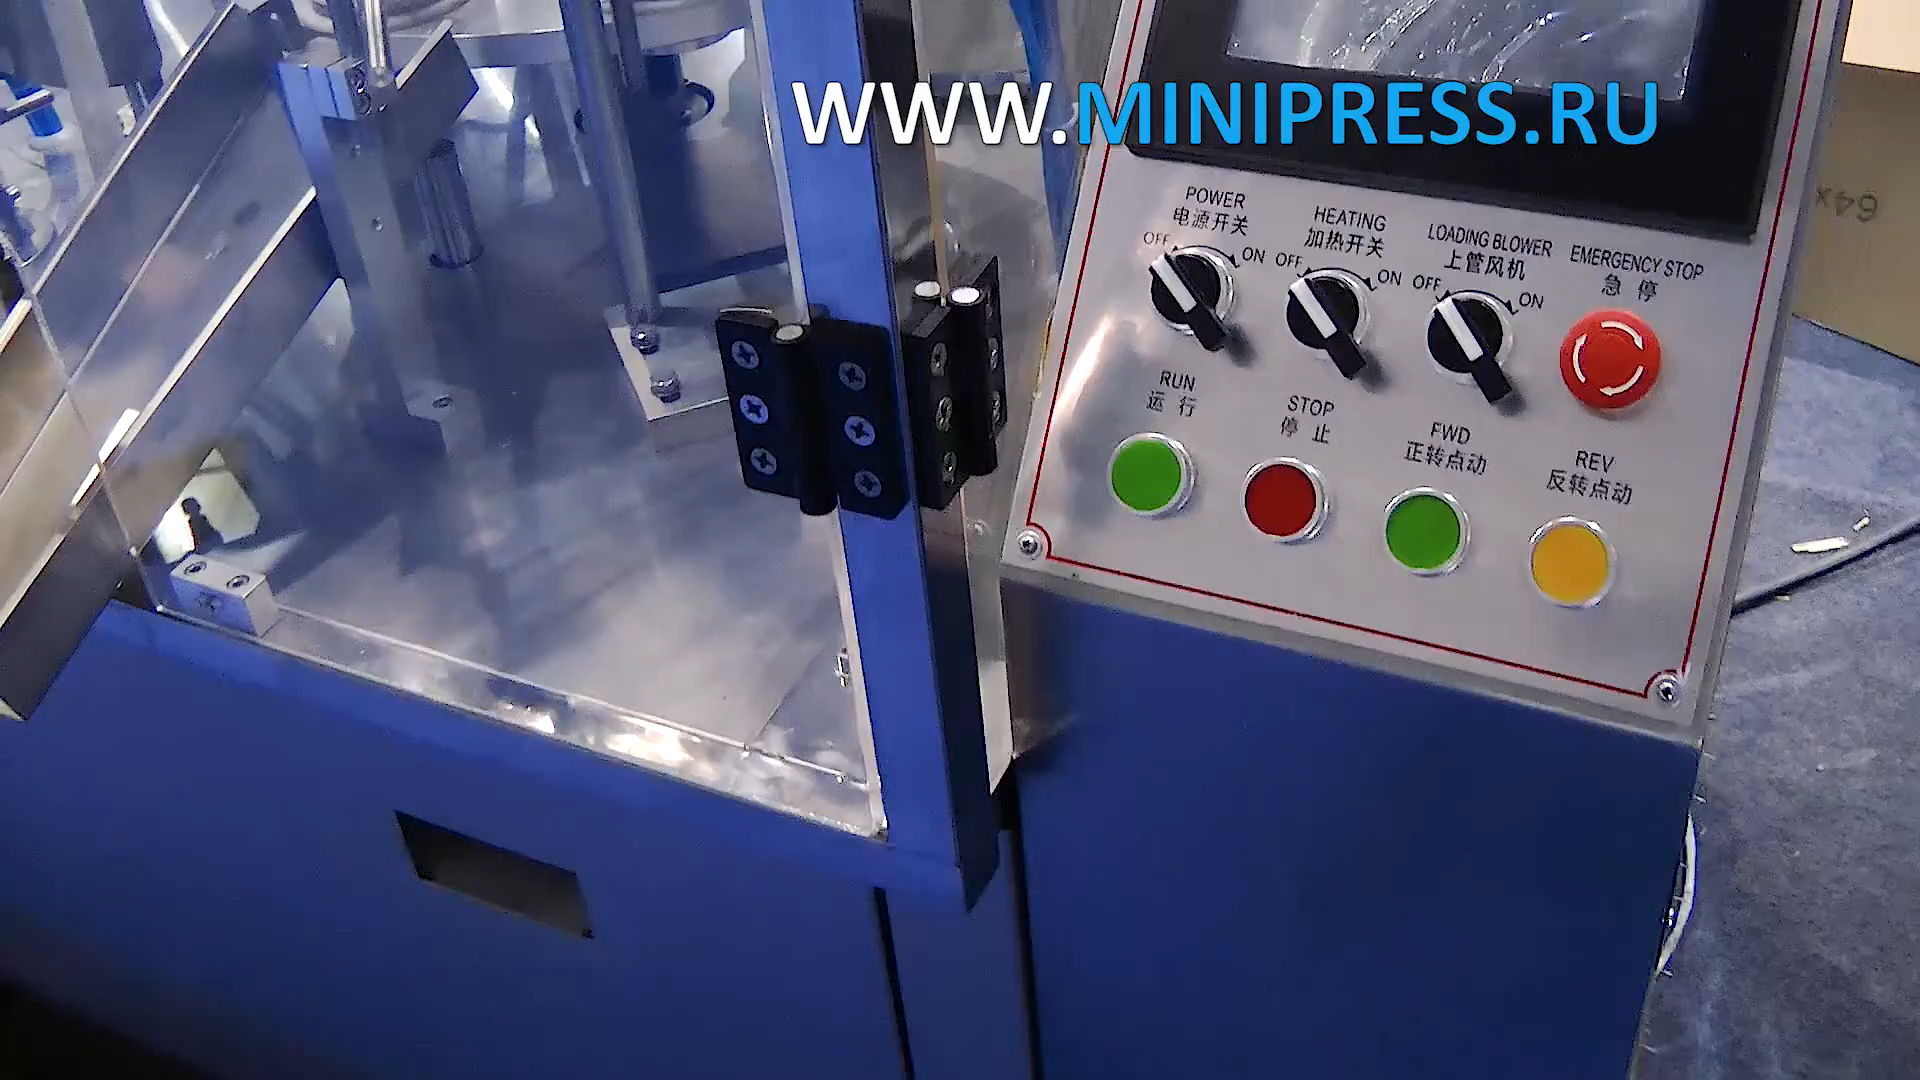 WWW.MINIPRESS.RU
POWER
电源开关
OFF ON
HEATING
加热开关
OFF ON
LOADING BLOWER
上管风机
OFF ON
EMERGENCY STOP
急 停
RUN
运 行
STOP
停 止
FWD
正转点动
REV
反转点动
64×